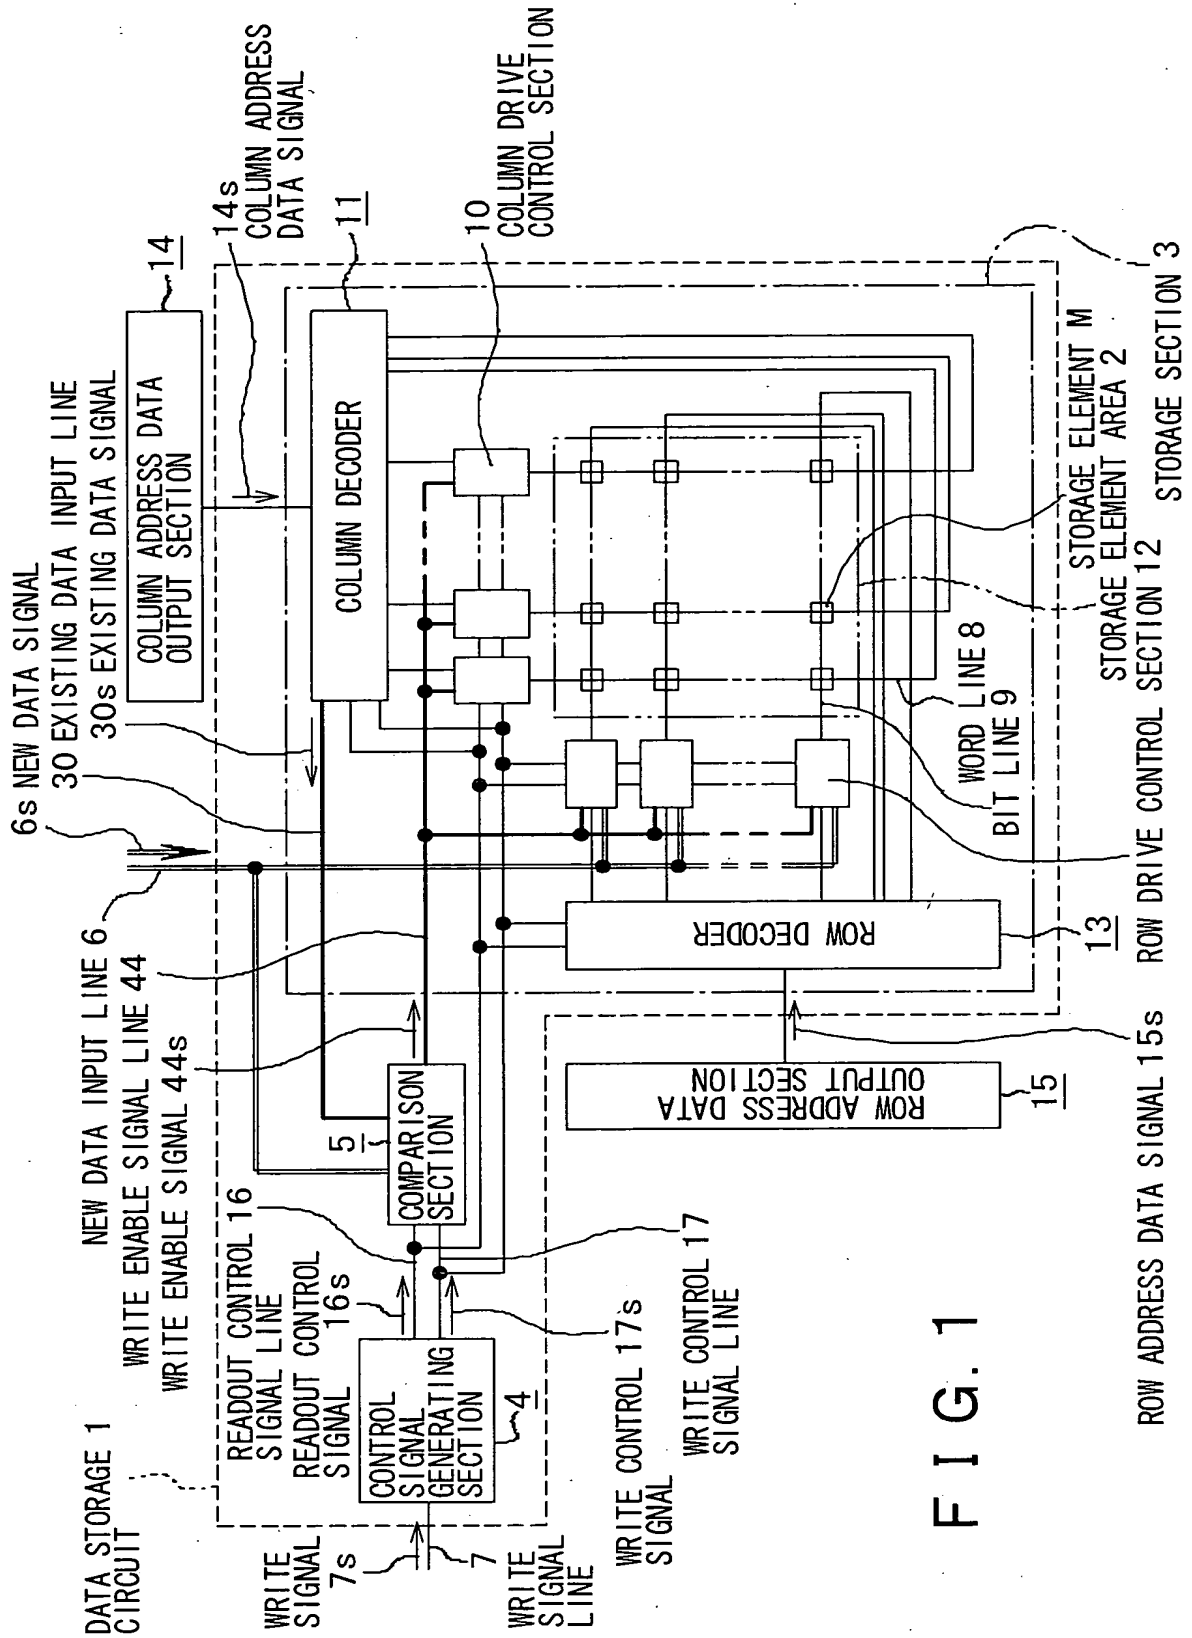 DATA STORAGE 1
CIRCUIT
NEW DATA INPUT LINE 6
WRITE ENABLE SIGNAL LINE 44
WRITE ENABLE SIGNAL 44s
6s NEW DATA SIGNAL
30 EXISTING DATA INPUT LINE
30s EXISTING DATA SIGNAL
COLUMN ADDRESS DATA
OUTPUT SECTION
14
14s
COLUMN ADDRESS
DATA SIGNAL
READOUT CONTROL 16
SIGNAL LINE
READOUT CONTROL
SIGNAL 16s
WRITE
SIGNAL
7s
7
WRITE
SIGNAL
LINE
CONTROL
SIGNAL
GENERATING
SECTION
4
5
COMPARISON
SECTION
COLUMN DECODER
11
10
COLUMN DRIVE
CONTROL SECTION
WRITE CONTROL 17s
SIGNAL
WRITE CONTROL 17
SIGNAL LINE
ROW ADDRESS DATA
OUTPUT SECTION
15
ROW DECODER
13
WORD LINE 8
BIT LINE 9
STORAGE ELEMENT M
STORAGE ELEMENT AREA 2
ROW DRIVE CONTROL SECTION 12
STORAGE SECTION 3
ROW ADDRESS DATA SIGNAL 15s
FIG. 1